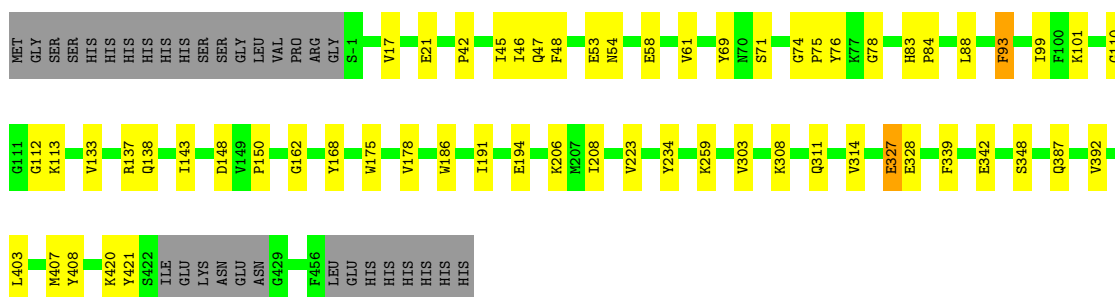 MET GLY SER SER HIS HIS HIS HIS HIS HIS SER SER GLY LEU VAL PRO ARG GLY S-1 V17 E21 P42 I45 I46 Q47 F48 E53 N54 E58 V61 Y69 N70 S71 G74 P75 Y76 K77 G78 H83 P84 L88 F93 I99 F100 K101 G110
G111 G112 K113 V133 R137 Q138 I143 D148 V149 P150 G162 Y168 W175 V178 W186 I191 E194 K206 M207 I208 V223 Y234 K259 V303 K308 Q311 V314 E327 E328 F339 E342 S348 Q387 V392
L403 M407 Y408 K420 Y421 S422 ILE GLU LYS ASN GLU ASN G429 F456 LEU GLU HIS HIS HIS HIS HIS HIS